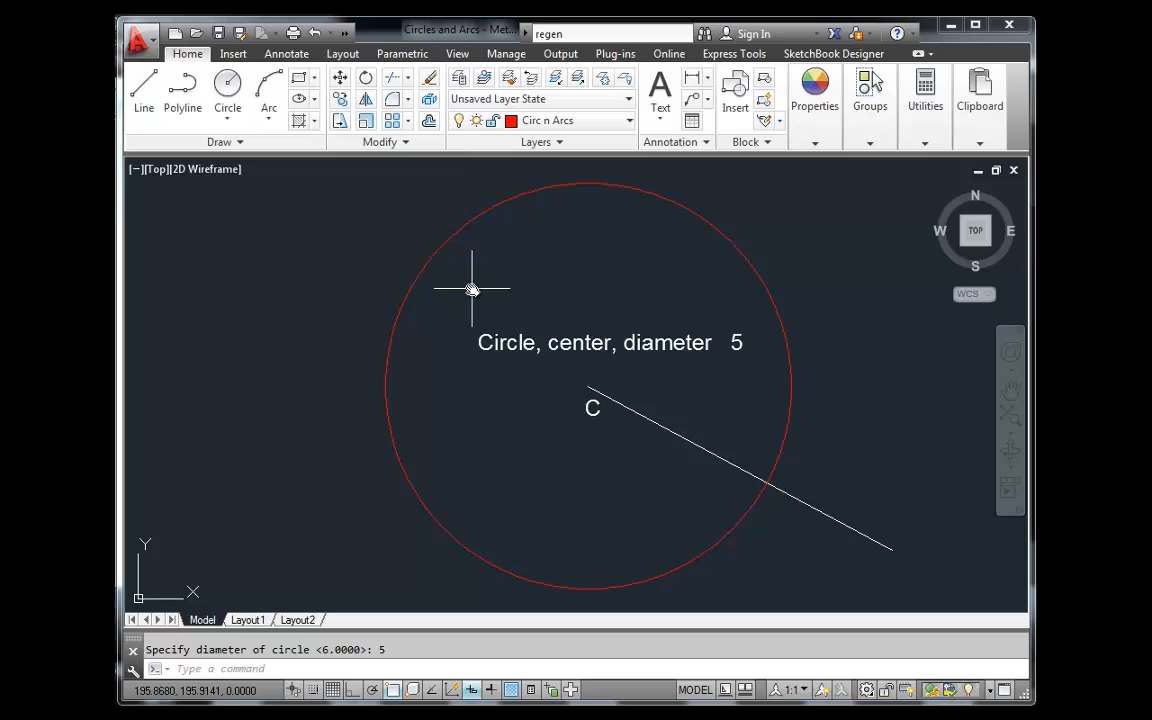 Circles and Arcs - Met... regen Sign In
Home Insert Annotate Layout Parametric View Manage Output Plug-ins Online Express Tools SketchBook Designer
Line Polyline Circle Arc
Unsaved Layer State
Circ n Arcs
Text Insert Properties Groups Utilities Clipboard
Draw Modify Layers Annotation Block
[−][Top][2D Wireframe]
N
W TOP E
S
WCS
Circle, center, diameter 5
C
Y
X
Model Layout1 Layout2
Specify diameter of circle <6.0000>: 5
Type a command
195.8680, 195.9141, 0.0000 MODEL 1:1